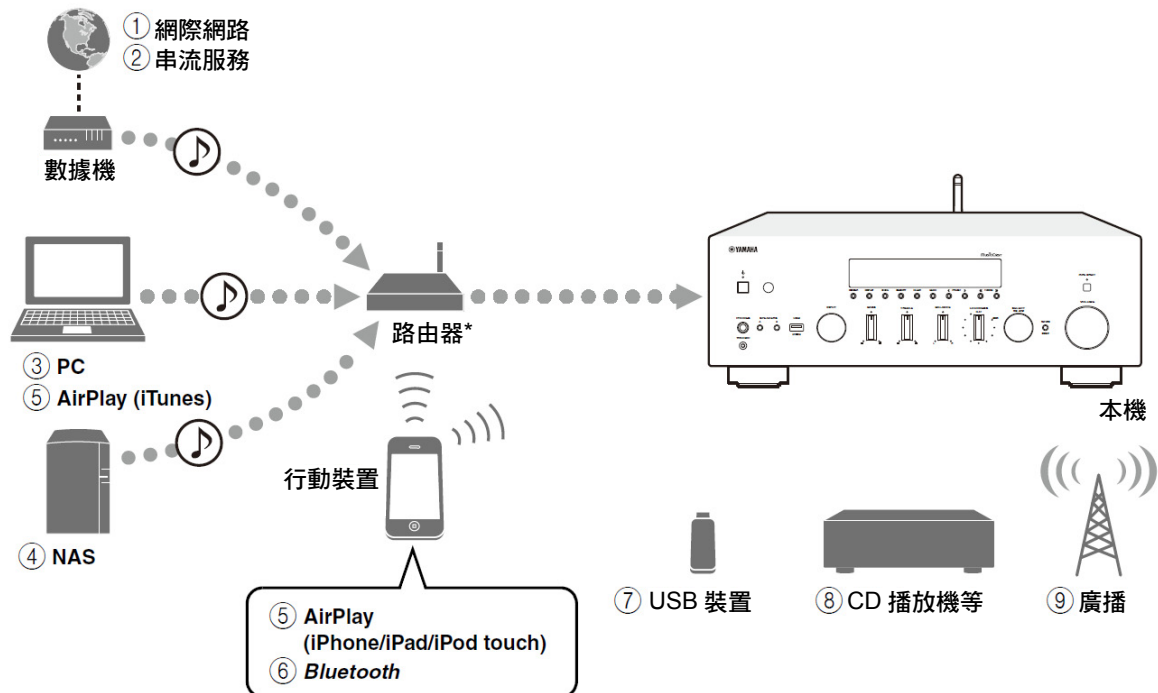 ① 網際網路
② 串流服務
數據機
③ PC
⑤ AirPlay (iTunes)
④ NAS
路由器*
行動裝置
⑤ AirPlay
(iPhone/iPad/iPod touch)
⑥ Bluetooth
YAMAHA
本機
⑦ USB 裝置
⑧ CD 播放機等
⑨ 廣播